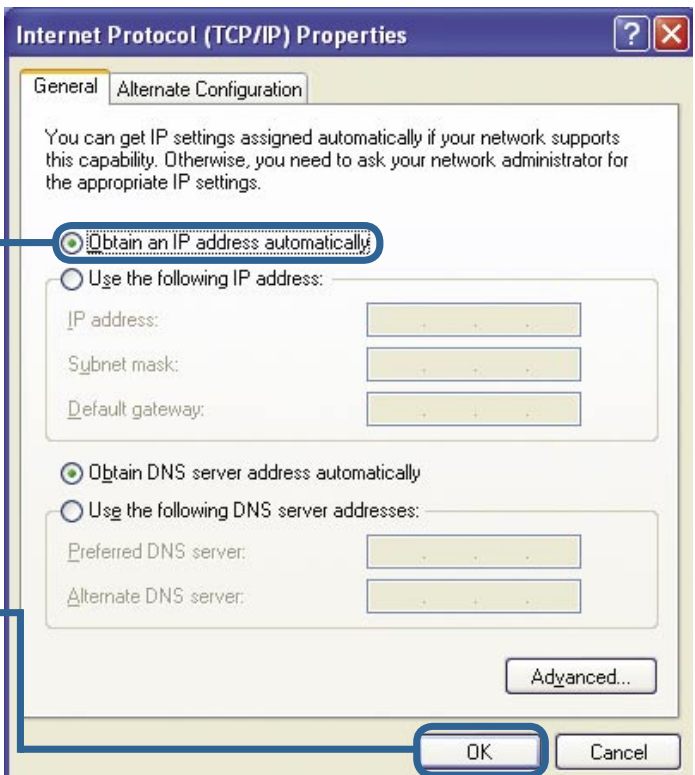 Internet Protocol (TCP/IP) Properties
General
Alternate Configuration
You can get IP settings assigned automatically if your network supports
this capability. Otherwise, you need to ask your network administrator for
the appropriate IP settings.
Obtain an IP address automatically
Use the following IP address:
IP address:
Subnet mask:
Default gateway:
Obtain DNS server address automatically
Use the following DNS server addresses:
Preferred DNS server:
Alternate DNS server:
Advanced...
OK
Cancel